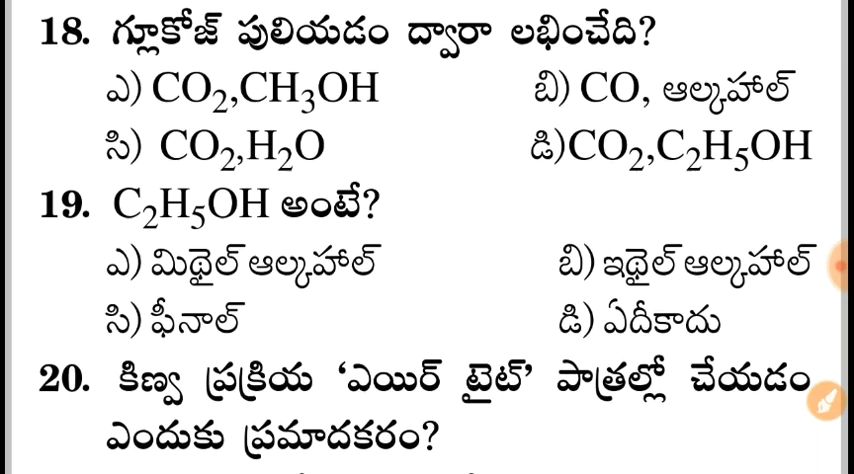 18. గ్లూకోజ్ పులియడం ద్వారా లభించేది?
ఎ) CO₂,CH₃OH బి) CO, ఆల్కహాల్
సి) CO₂,H₂O డి)CO₂,C₂H₅OH
19. C₂H₅OH అంటే?
ఎ) మిథైల్ ఆల్కహాల్ బి) ఇథైల్ ఆల్కహాల్
సి) ఫీనాల్ డి) ఏదీకాదు
20. కిణ్వ ప్రక్రియ ‘ఎయిర్ టైట్’ పాత్రల్లో చేయడం
ఎందుకు ప్రమాదకరం?